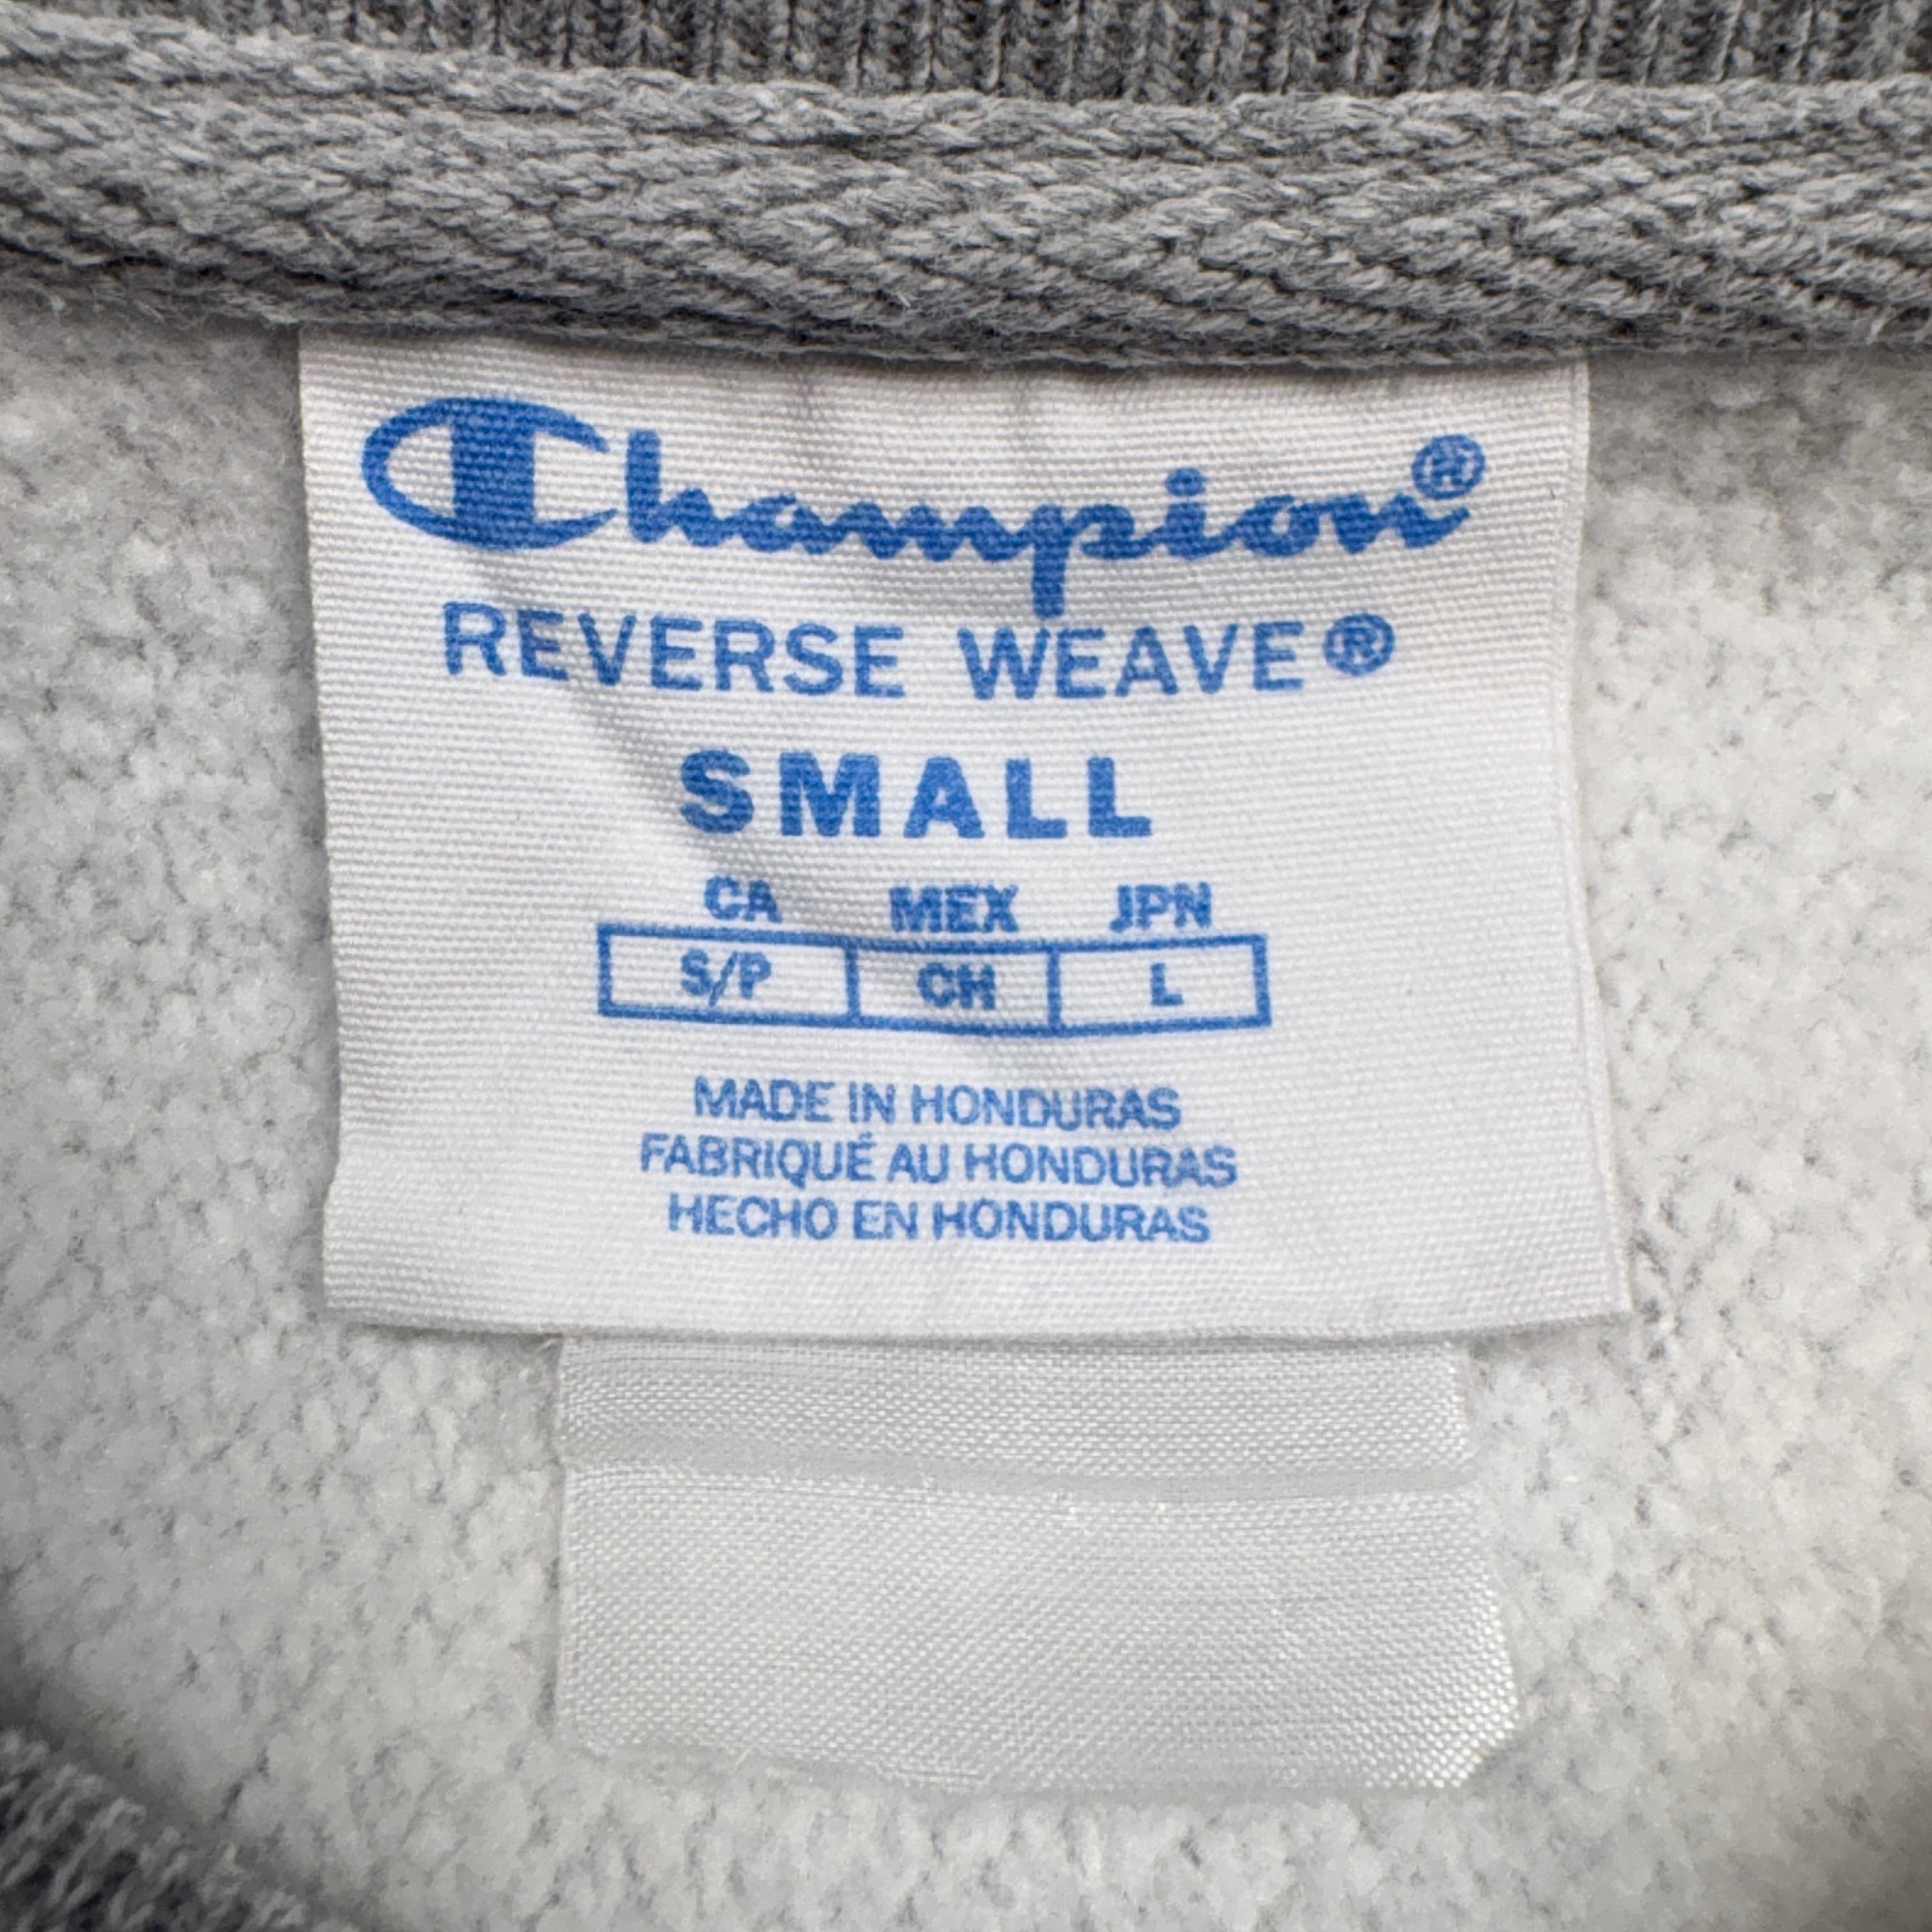 Champion®
REVERSE WEAVE®
SMALL
CA MEX JPN
S/P CH L
MADE IN HONDURAS
FABRIQUÉ AU HONDURAS
HECHO EN HONDURAS